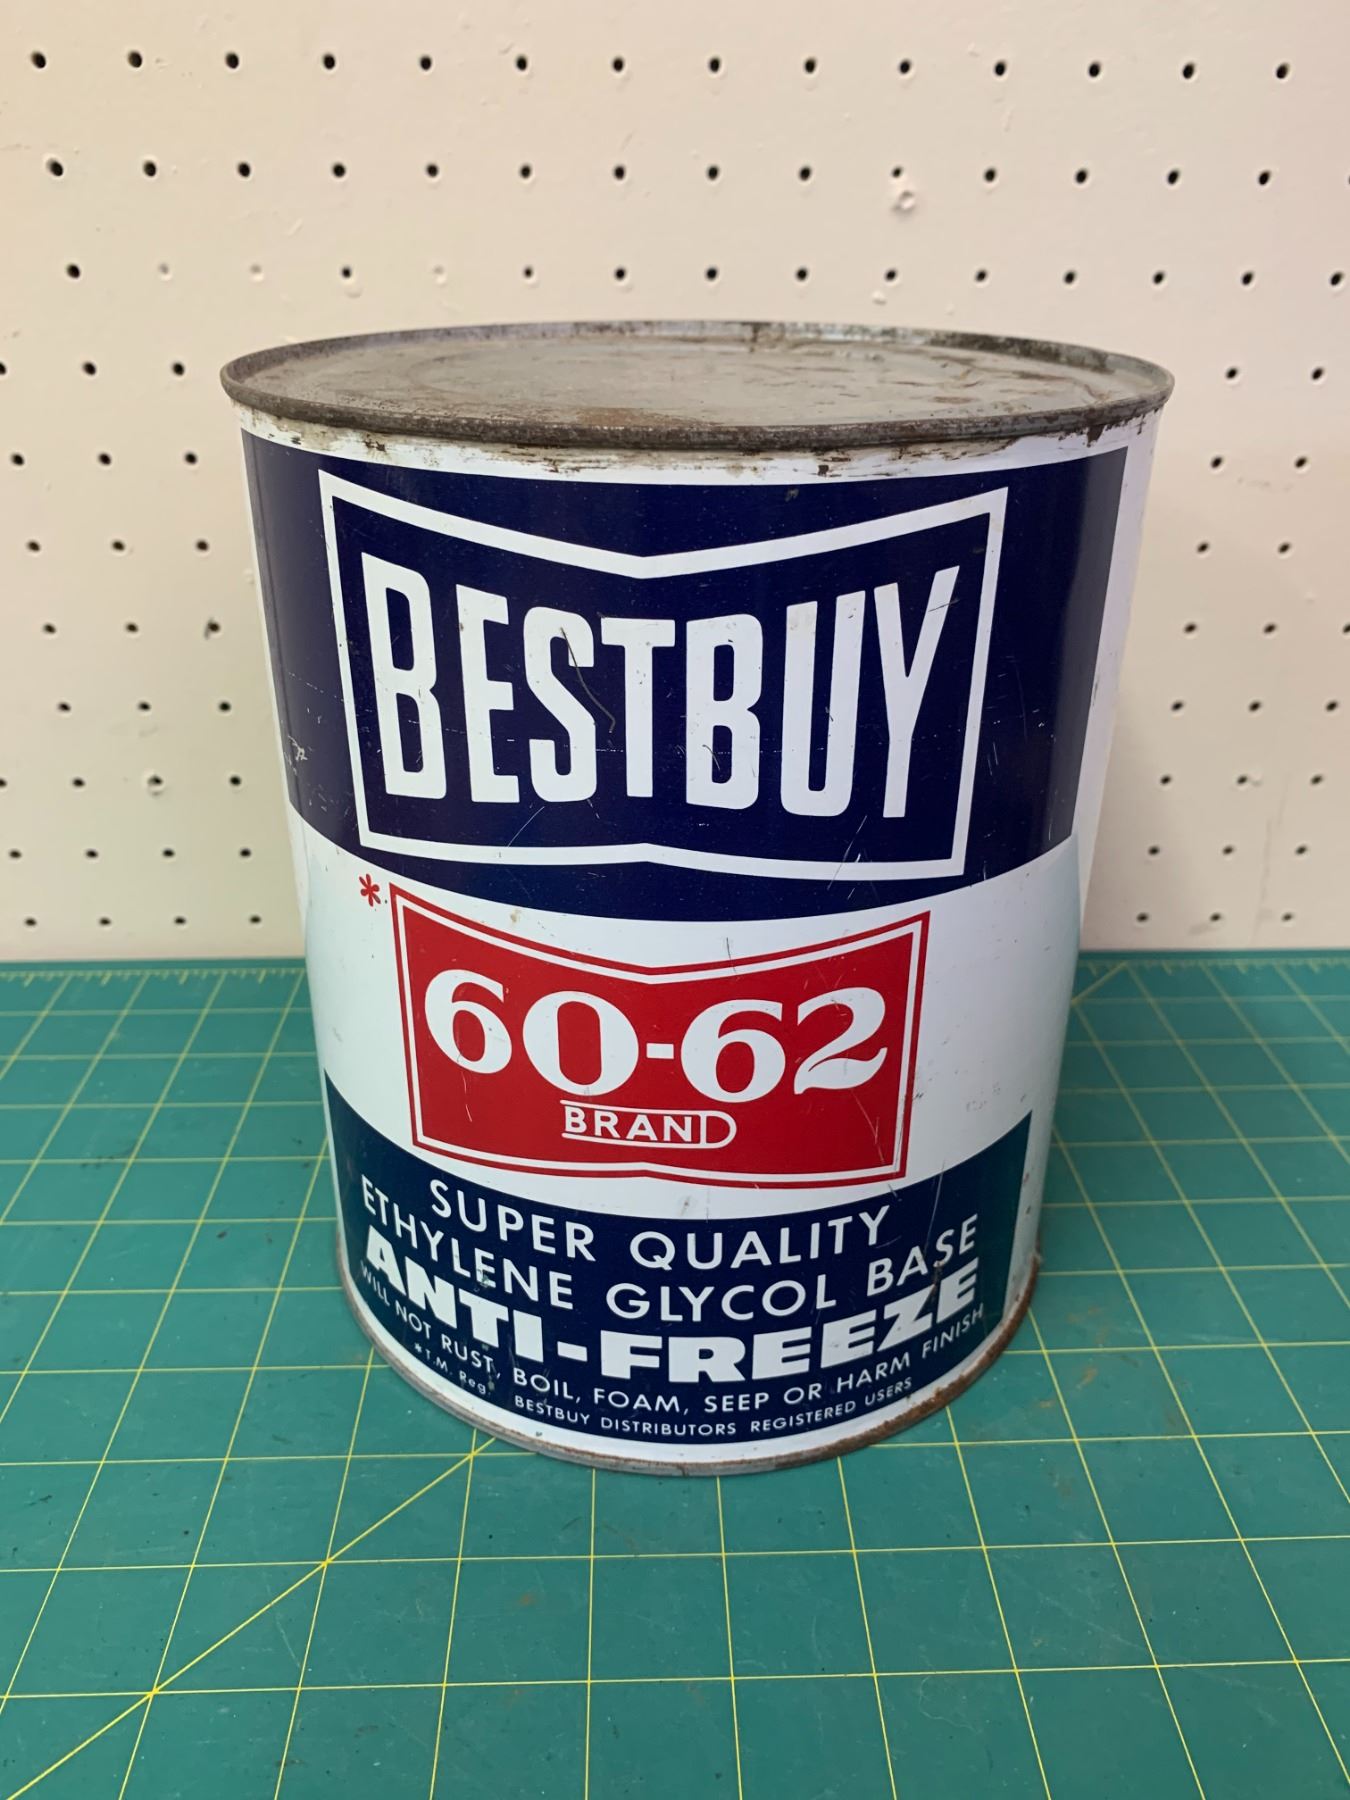 BESTBUY
*
60-62
BRAND
SUPER QUALITY
ETHYLENE GLYCOL BASE
ANTI-FREEZE
WILL NOT RUST, BOIL, FOAM, SEEP OR HARM FINISH
*T.M. Reg. BESTBUY DISTRIBUTORS REGISTERED USERS